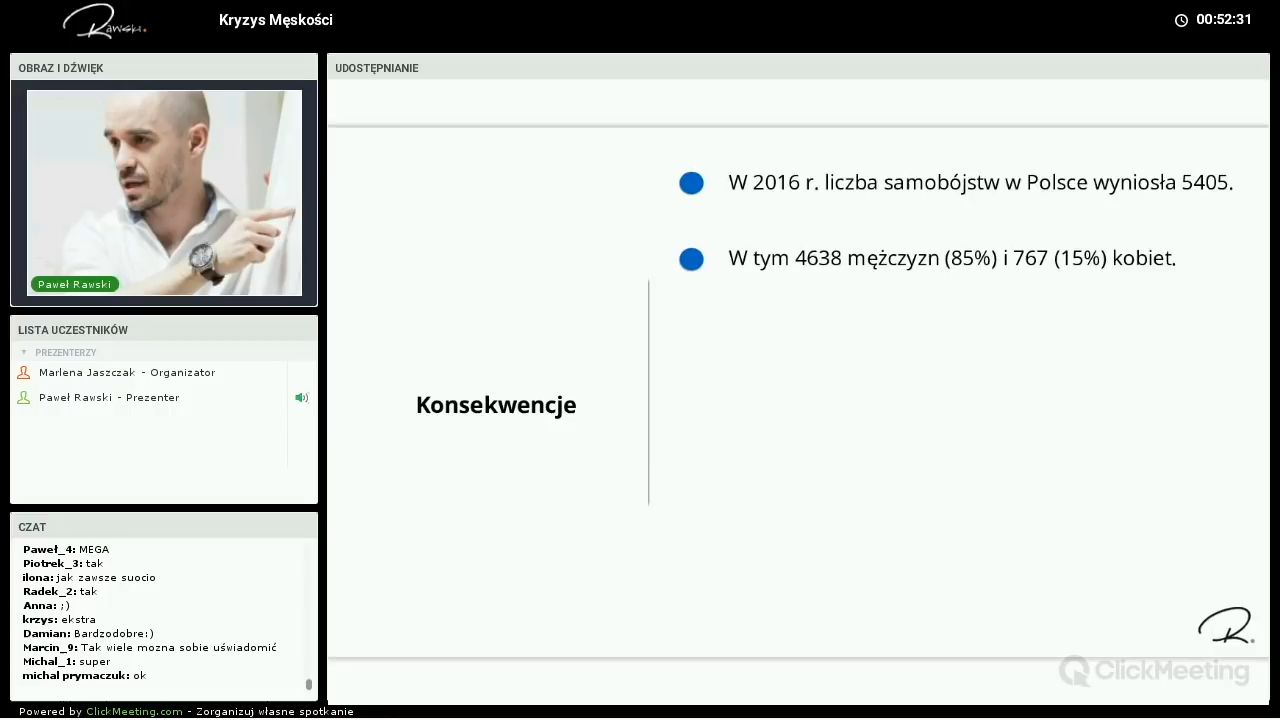 Rawski.
Kryzys Męskości
00:52:31
OBRAZ I DŹWIĘK
Paweł Rawski
LISTA UCZESTNIKÓW
PREZENTERZY
Marlena Jaszczak - Organizator
Paweł Rawski - Prezenter
CZAT
Paweł_4: MEGA
Piotrek_3: tak
ilona: jak zawsze suocio
Radek_2: tak
Anna: ;)
krzys: ekstra
Damian: Bardzodobre:)
Marcin_9: Tak wiele mozna sobie uświadomić
Michal_1: super
michal prymaczuk: ok
UDOSTĘPNIANIE
W 2016 r. liczba samobójstw w Polsce wyniosła 5405.
W tym 4638 mężczyzn (85%) i 767 (15%) kobiet.
Konsekwencje
R.
ClickMeeting
Powered by ClickMeeting.com - Zorganizuj własne spotkanie